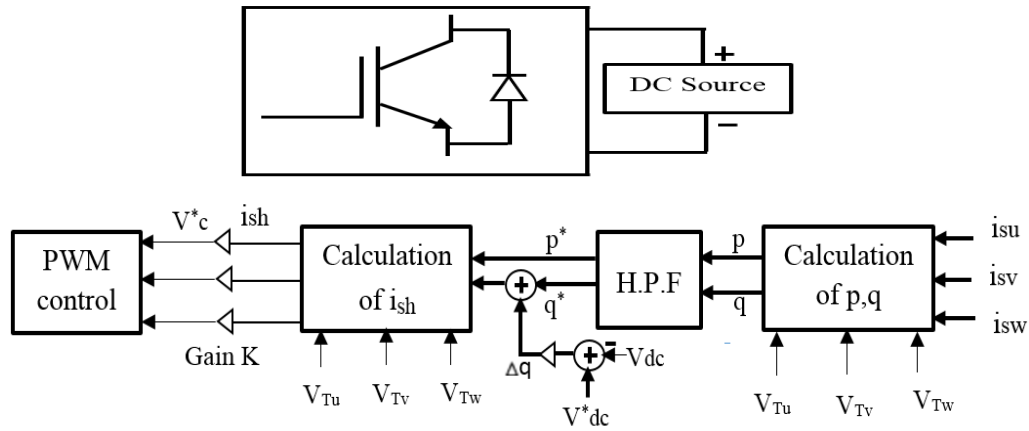 +
DC Source
−
V*c
ish
PWM
control
Gain K
Calculation
of ish
VTu
VTv
VTw
p*
q*
+
Δq
+
-
Vdc
V*dc
H.P.F
p
q
Calculation
of p,q
isu
isv
isw
VTu
VTv
VTw